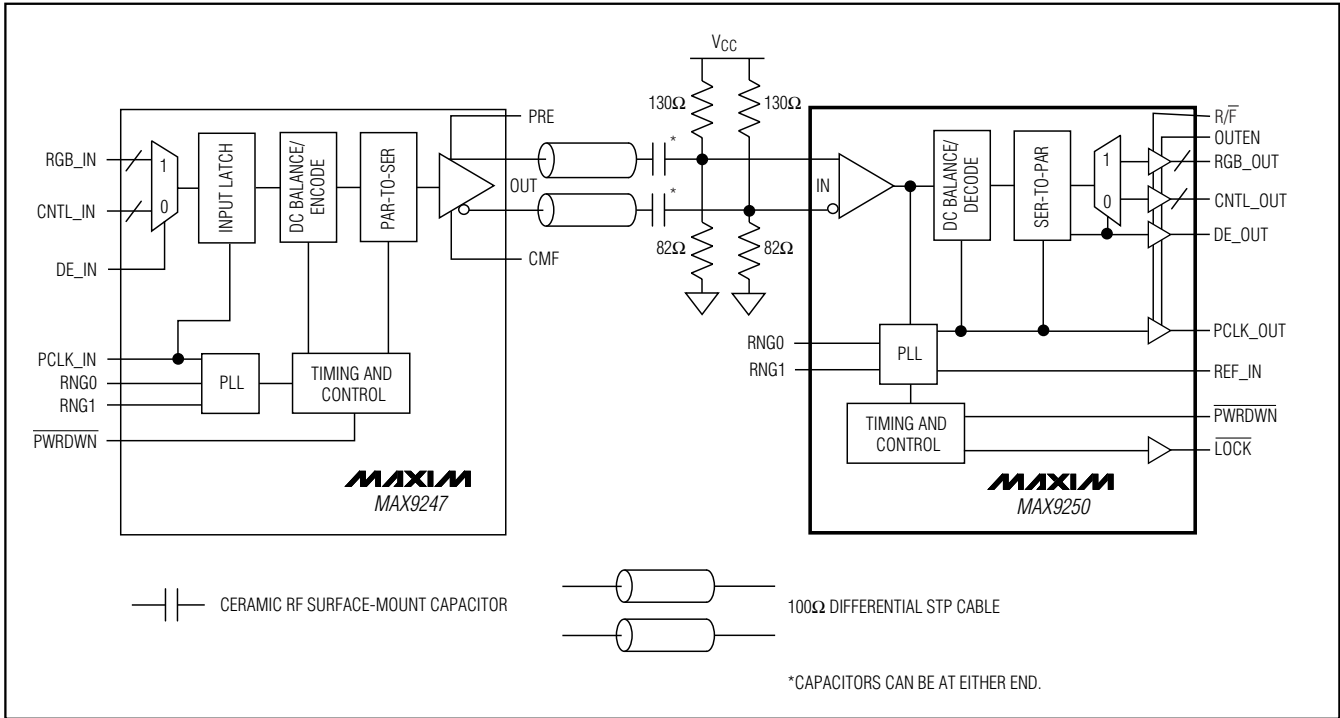 VCC
130Ω
130Ω
82Ω
82Ω
*
*
RGB_IN
CNTL_IN
DE_IN
PCLK_IN
RNG0
RNG1
PWRDWN
1
0
INPUT LATCH
DC BALANCE/
ENCODE
PAR-TO-SER
PLL
TIMING AND
CONTROL
PRE
OUT
CMF
MAXIM
MAX9247
IN
RNG0
RNG1
DC BALANCE/
DECODE
SER-TO-PAR
1
0
PLL
TIMING AND
CONTROL
R/F
OUTEN
RGB_OUT
CNTL_OUT
DE_OUT
PCLK_OUT
REF_IN
PWRDWN
LOCK
MAXIM
MAX9250
CERAMIC RF SURFACE-MOUNT CAPACITOR
100Ω DIFFERENTIAL STP CABLE
*CAPACITORS CAN BE AT EITHER END.